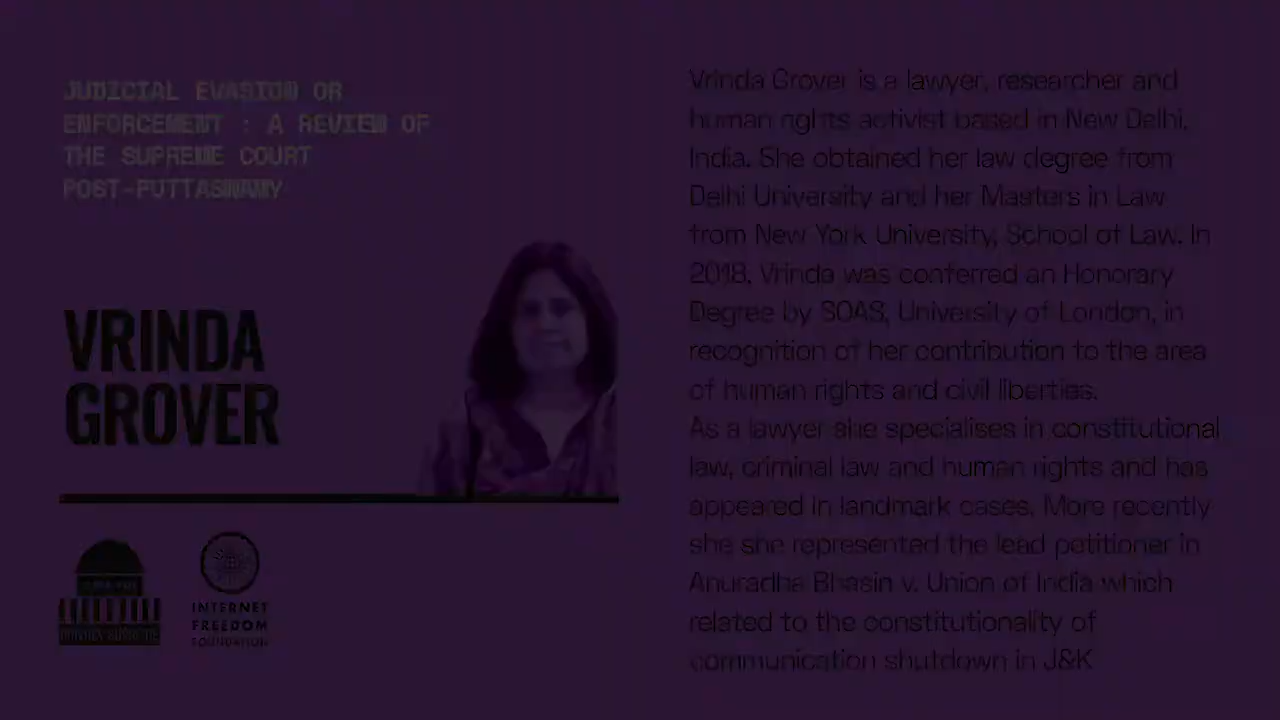 JUDICIAL EVASION OR
ENFORCEMENT : A REVIEW OF
THE SUPREME COURT
POST-PUTTASWAMY
VRINDA
GROVER
INTERNET
FREEDOM
FOUNDATION
Vrinda Grover is a lawyer, researcher and
human rights activist based in New Delhi,
India. She obtained her law degree from
Delhi University and her Masters in Law
from New York University, School of Law. In
2018, Vrinda was conferred an Honorary
Degree by SOAS, University of London, in
recognition of her contribution to the area
of human rights and civil liberties.
As a lawyer she specialises in constitutional
law, criminal law and human rights and has
appeared in landmark cases. More recently
she she represented the lead petitioner in
Anuradha Bhasin v. Union of India which
related to the constitutionality of
communication shutdown in J&K